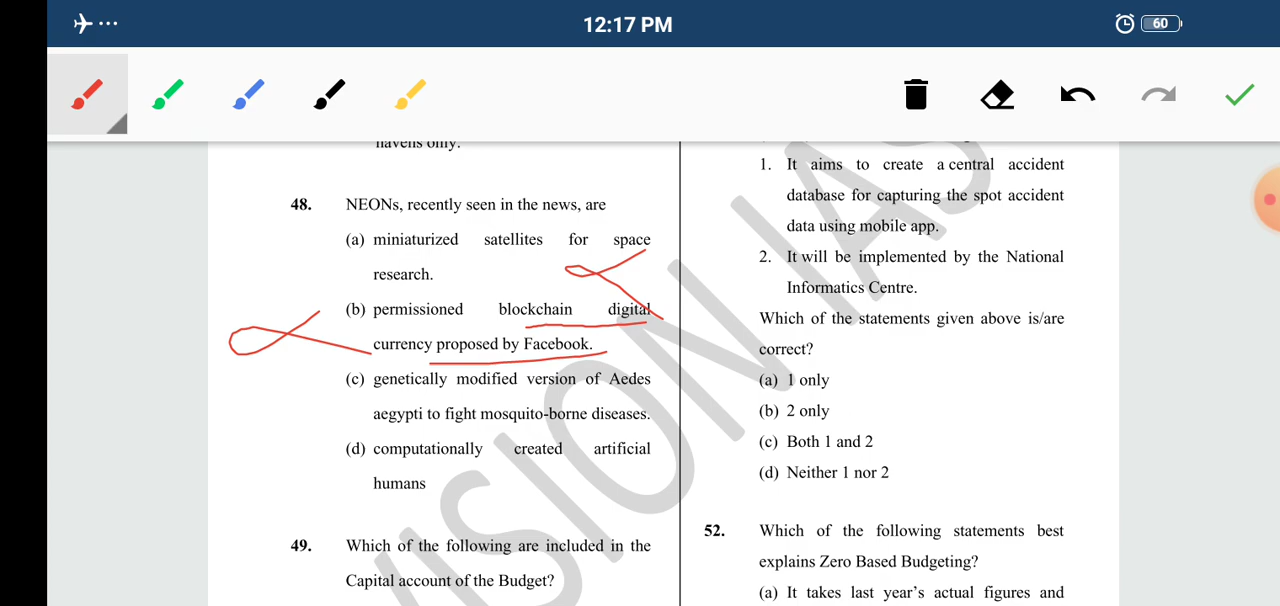 12:17 PM
60
havens only.
48. NEONs, recently seen in the news, are
(a) miniaturized satellites for space
research.
(b) permissioned blockchain digital
currency proposed by Facebook.
(c) genetically modified version of Aedes
aegypti to fight mosquito-borne diseases.
(d) computationally created artificial
humans
49. Which of the following are included in the
Capital account of the Budget?
1. It aims to create a central accident
database for capturing the spot accident
data using mobile app.
2. It will be implemented by the National
Informatics Centre.
Which of the statements given above is/are
correct?
(a) 1 only
(b) 2 only
(c) Both 1 and 2
(d) Neither 1 nor 2
52. Which of the following statements best
explains Zero Based Budgeting?
(a) It takes last year's actual figures and
VISION IAS